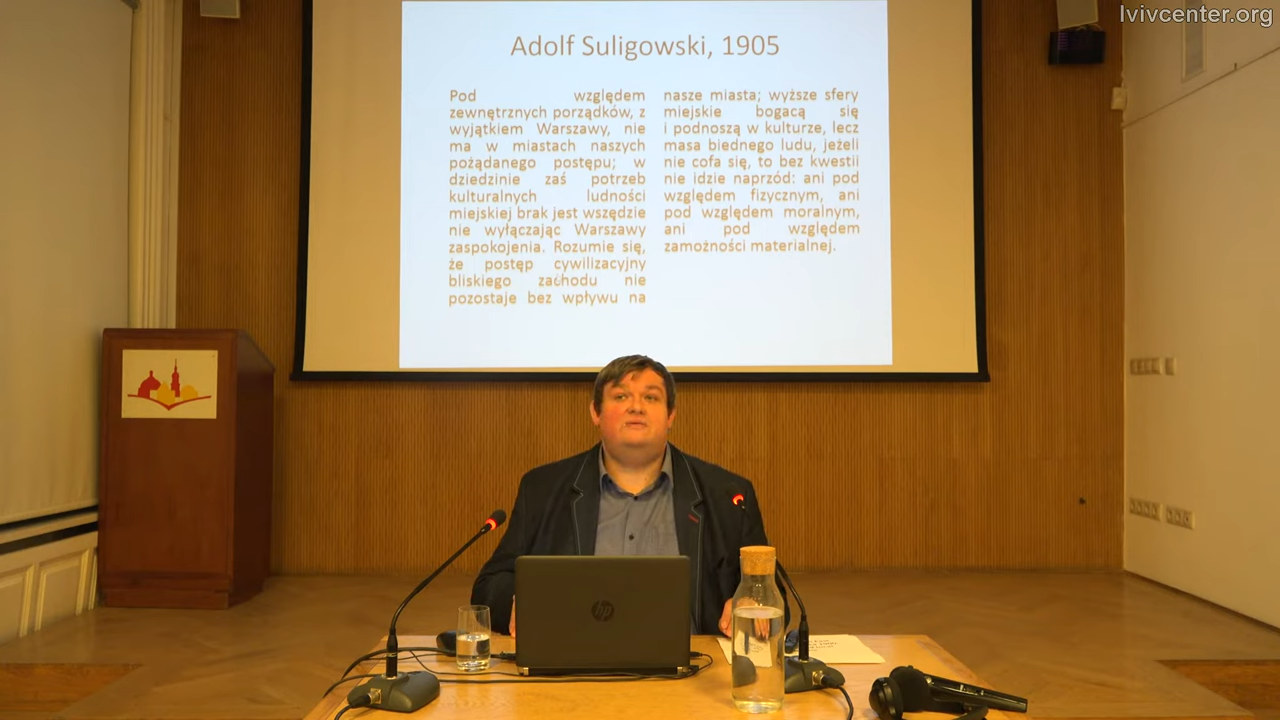 lvivcenter.org
Adolf Suligowski, 1905
Pod względem
zewnętrznych porządków, z
wyjątkiem Warszawy, nie
ma w miastach naszych
pożądanego postępu; w
dziedzinie zaś potrzeb
kulturalnych ludności
miejskiej brak jest wszędzie
nie wyłączając Warszawy
zaspokojenia. Rozumie się,
że postęp cywilizacyjny
bliskiego zachodu nie
pozostaje bez wpływu na
nasze miasta; wyższe sfery
miejskie bogacą się
i podnoszą w kulturze, lecz
masa biednego ludu, jeżeli
nie cofa się, to bez kwestii
nie idzie naprzód: ani pod
względem fizycznym, ani
pod względem moralnym,
ani pod względem
zamożności materialnej.
hp